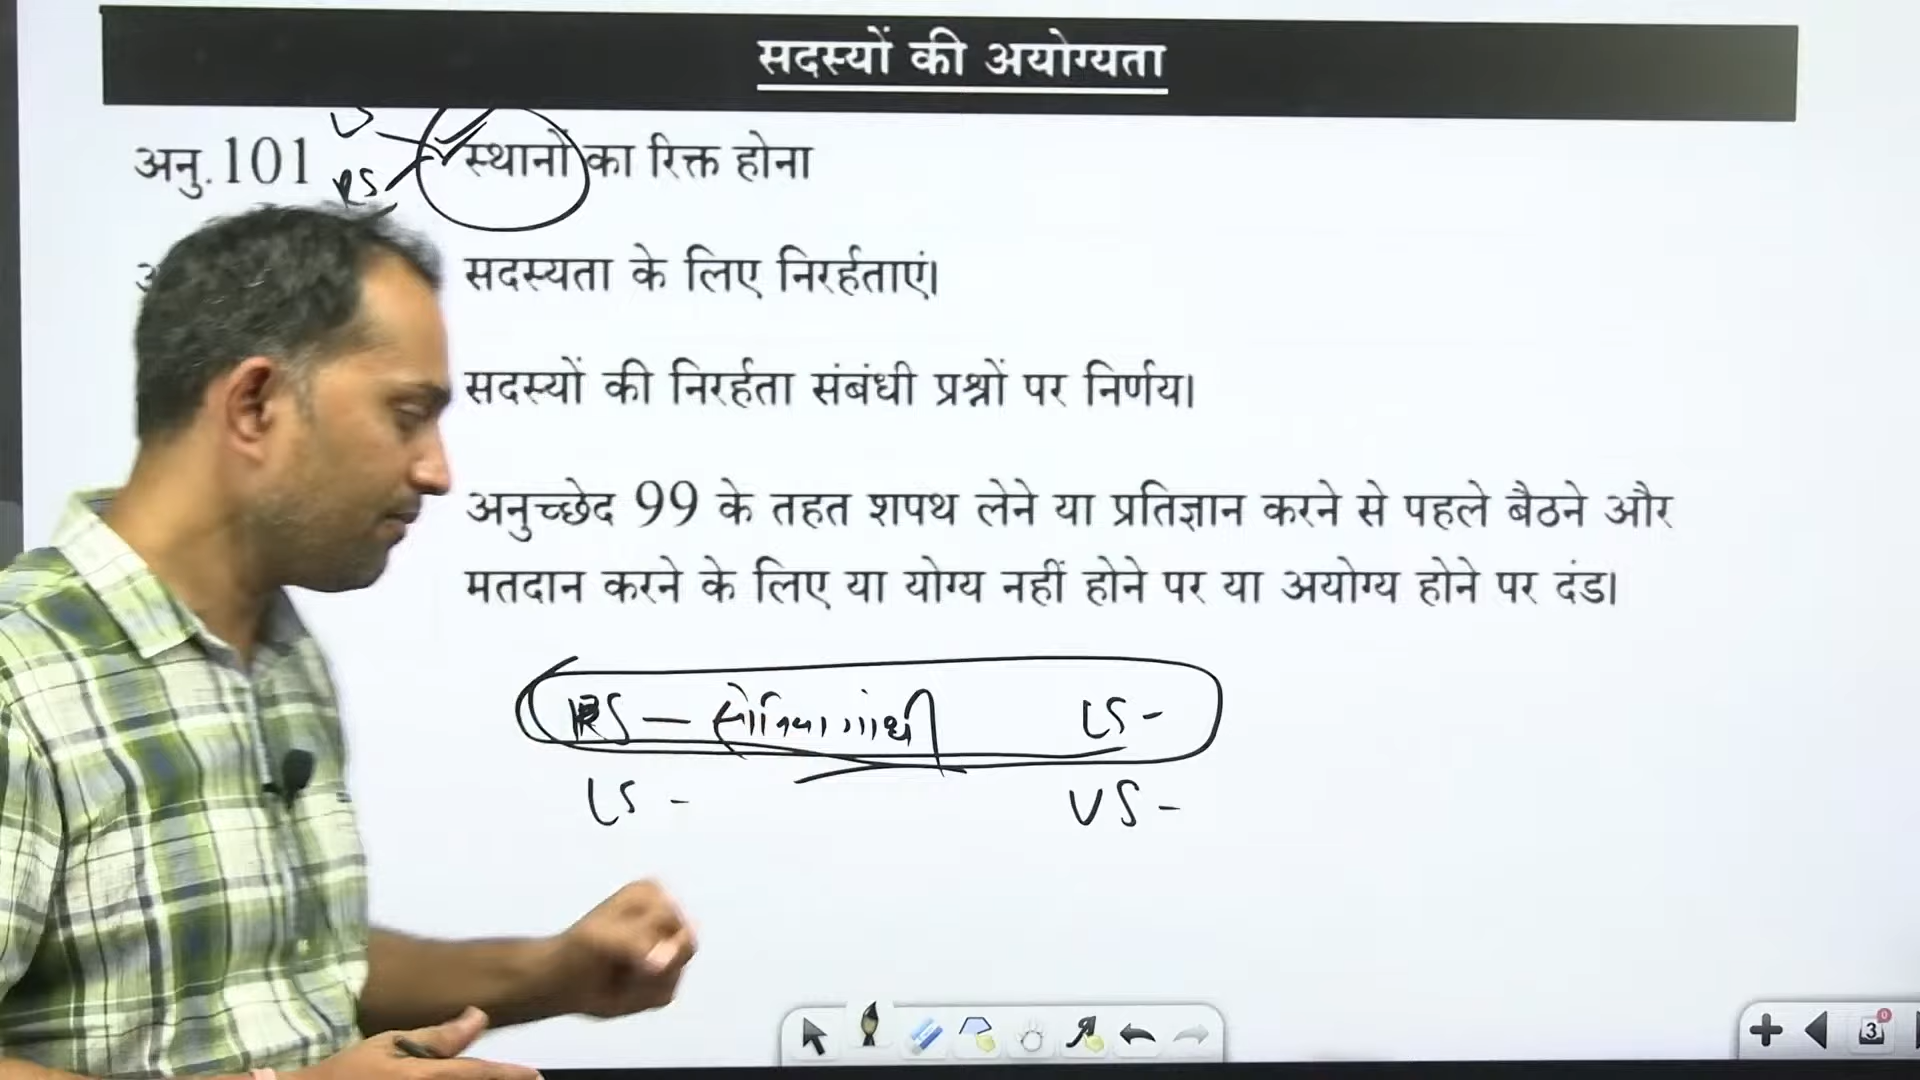 सदस्यों की अयोग्यता
अनु.101 स्थानों का रिक्त होना
RS
सदस्यता के लिए निरर्हताएं।
सदस्यों की निरर्हता संबंधी प्रश्नों पर निर्णय।
अनुच्छेद 99 के तहत शपथ लेने या प्रतिज्ञान करने से पहले बैठने और
मतदान करने के लिए या योग्य नहीं होने पर या अयोग्य होने पर दंड।
RS – सोनिया गांधी LS –
LS – VS –
3